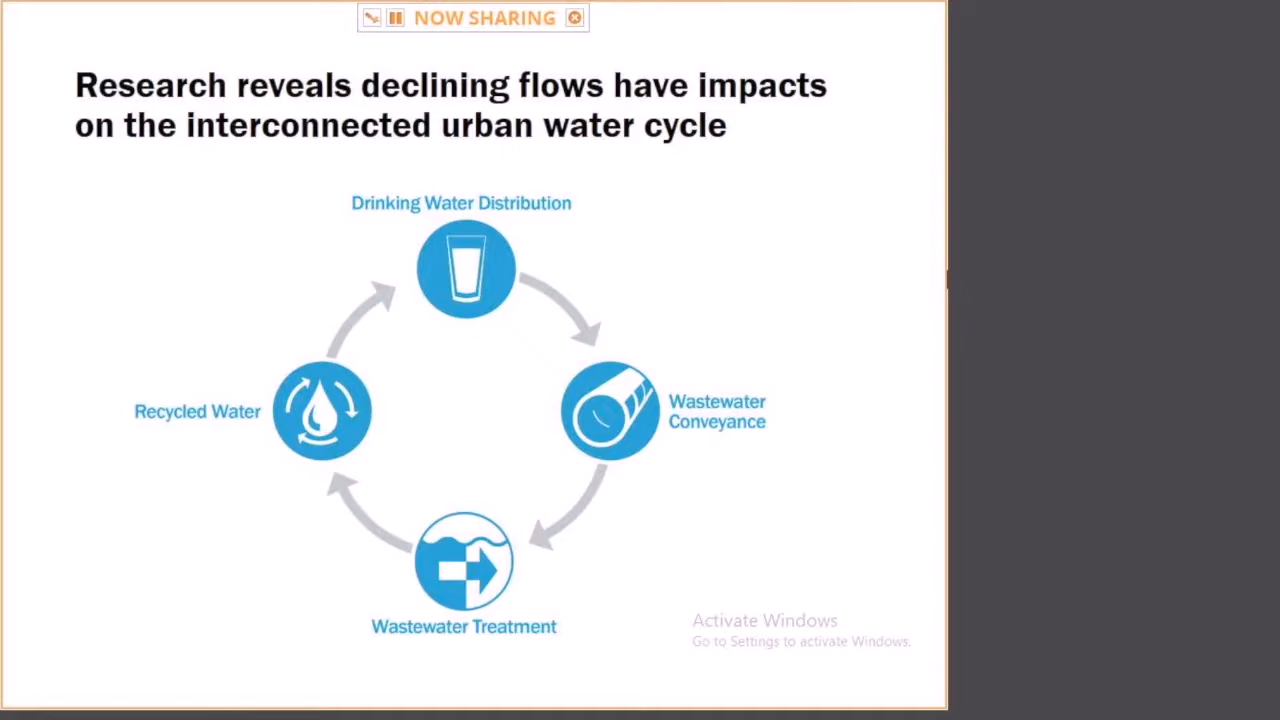 NOW SHARING
Research reveals declining flows have impacts
on the interconnected urban water cycle
Drinking Water Distribution
Recycled Water
Wastewater
Conveyance
Wastewater Treatment
Activate Windows
Go to Settings to activate Windows.